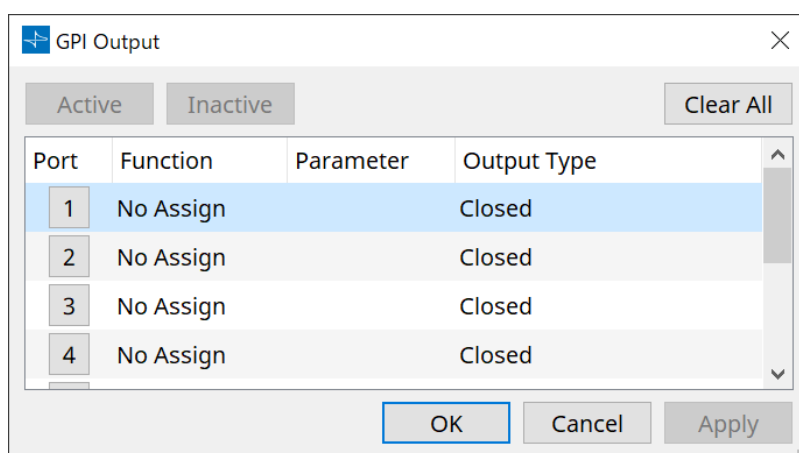 GPI Output
Active Inactive Clear All
Port Function Parameter Output Type
1 No Assign Closed
2 No Assign Closed
3 No Assign Closed
4 No Assign Closed
OK Cancel Apply